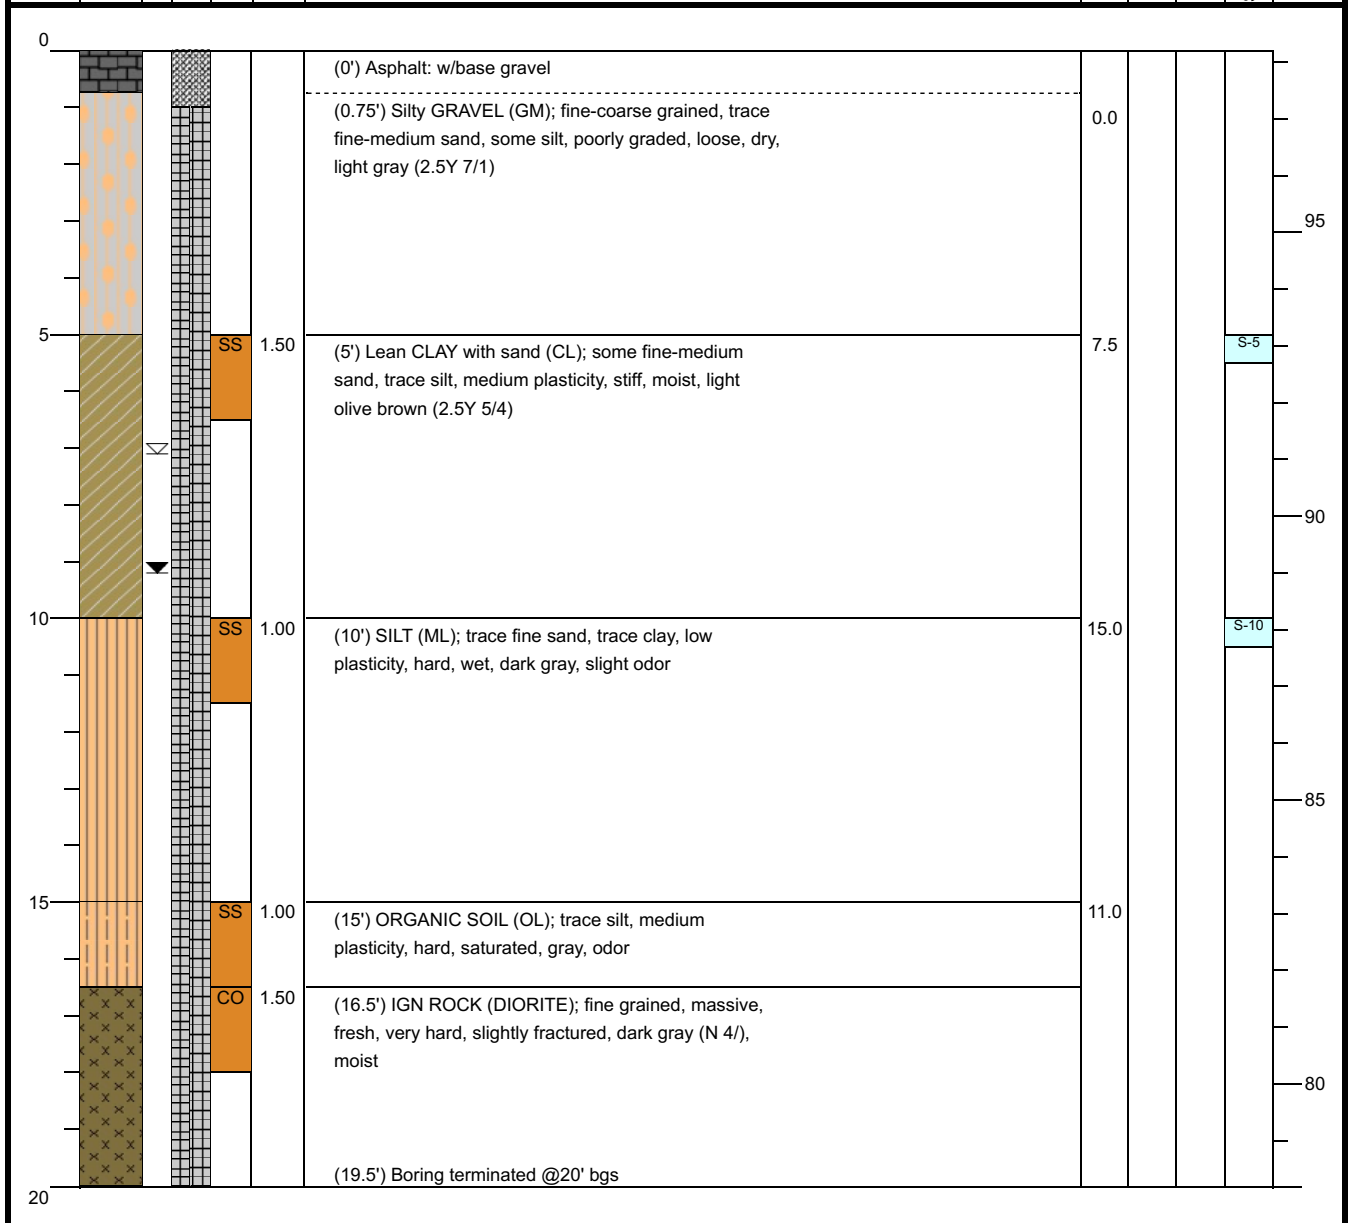 0
(0') Asphalt: w/base gravel
(0.75') Silty GRAVEL (GM); fine-coarse grained, trace
fine-medium sand, some silt, poorly graded, loose, dry,
light gray (2.5Y 7/1)
0.0
95
5
SS
1.50
(5') Lean CLAY with sand (CL); some fine-medium
sand, trace silt, medium plasticity, stiff, moist, light
olive brown (2.5Y 5/4)
7.5
S-5
90
10
SS
1.00
(10') SILT (ML); trace fine sand, trace clay, low
plasticity, hard, wet, dark gray, slight odor
15.0
S-10
85
15
SS
1.00
(15') ORGANIC SOIL (OL); trace silt, medium
plasticity, hard, saturated, gray, odor
11.0
CO
1.50
(16.5') IGN ROCK (DIORITE); fine grained, massive,
fresh, very hard, slightly fractured, dark gray (N 4/),
moist
80
(19.5') Boring terminated @20' bgs
20